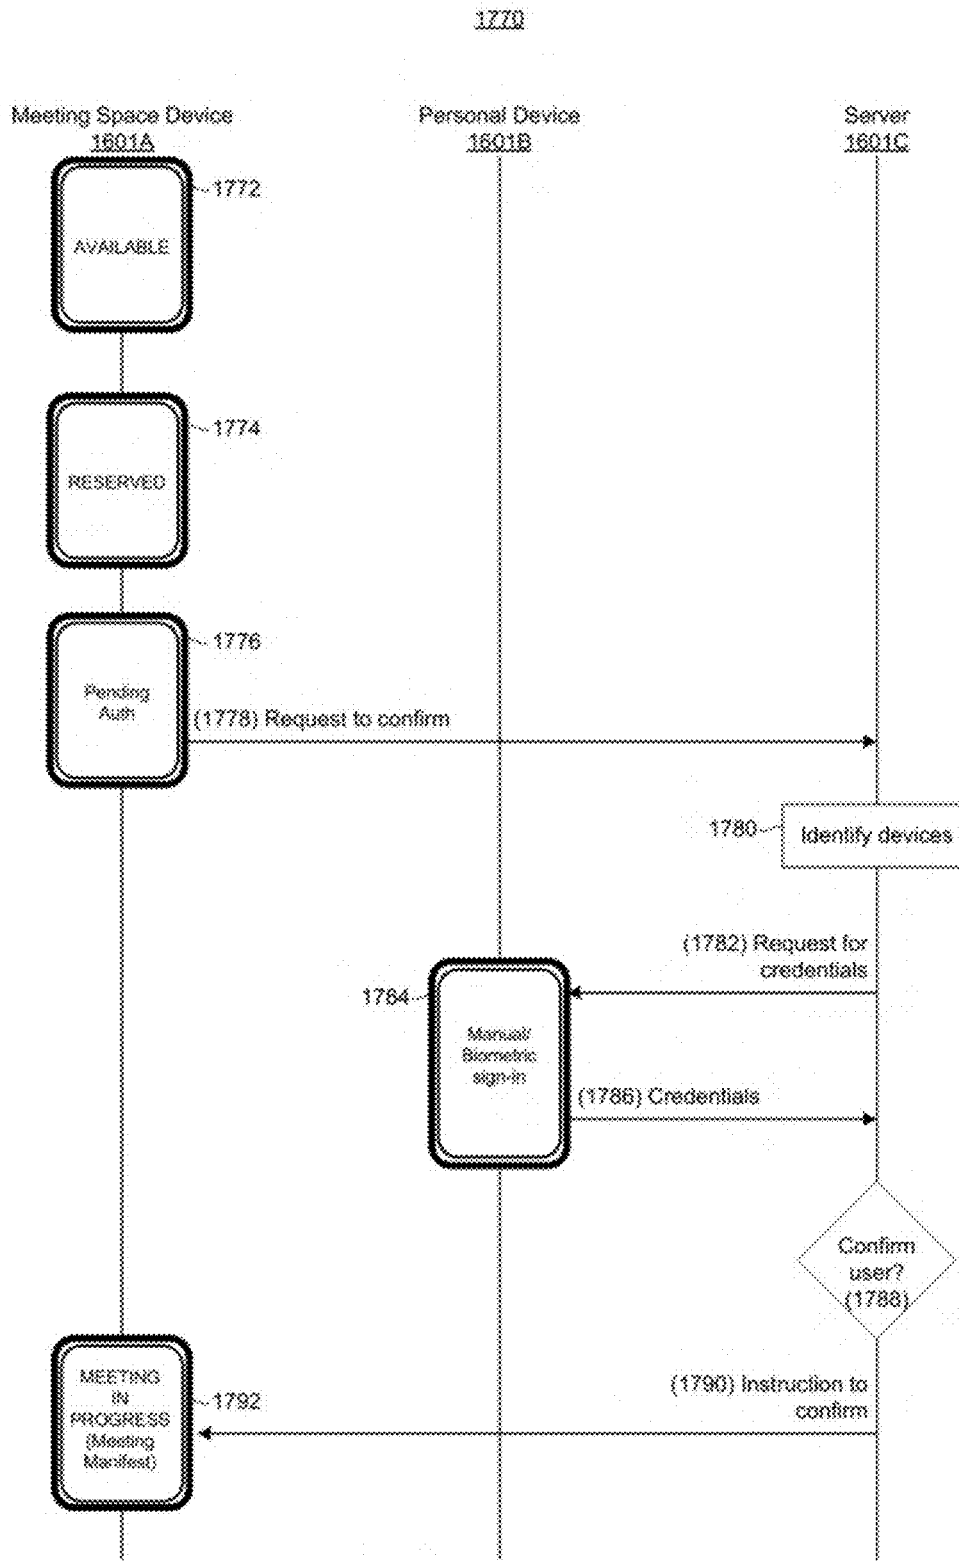 1770
Meeting Space Device
1601A
Personal Device
1601B
Server
1601C
1772
AVAILABLE
1774
RESERVED
1776
Pending
Auth
(1778) Request to confirm
1780
Identify devices
(1782) Request for
credentials
1784
Manual/
Biometric
sign-in
(1786) Credentials
Confirm
user?
(1788)
(1790) Instruction to
confirm
1792
MEETING
IN
PROGRESS
(Meeting
Manifest)